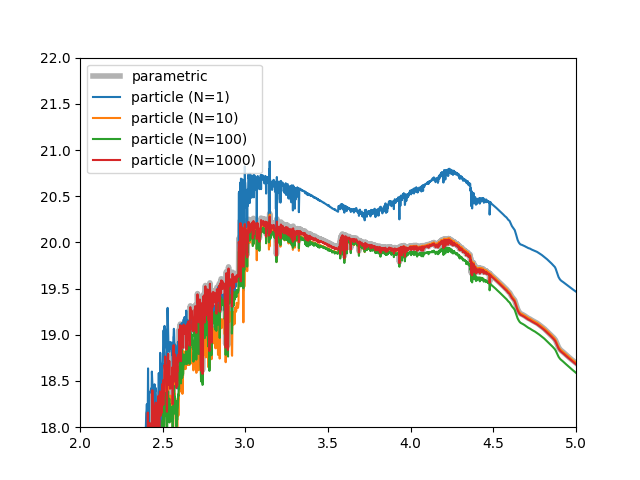 22.0
21.5
21.0
20.5
20.0
19.5
19.0
18.5
18.0
parametric
particle (N=1)
particle (N=10)
particle (N=100)
particle (N=1000)
2.0 2.5 3.0 3.5 4.0 4.5 5.0